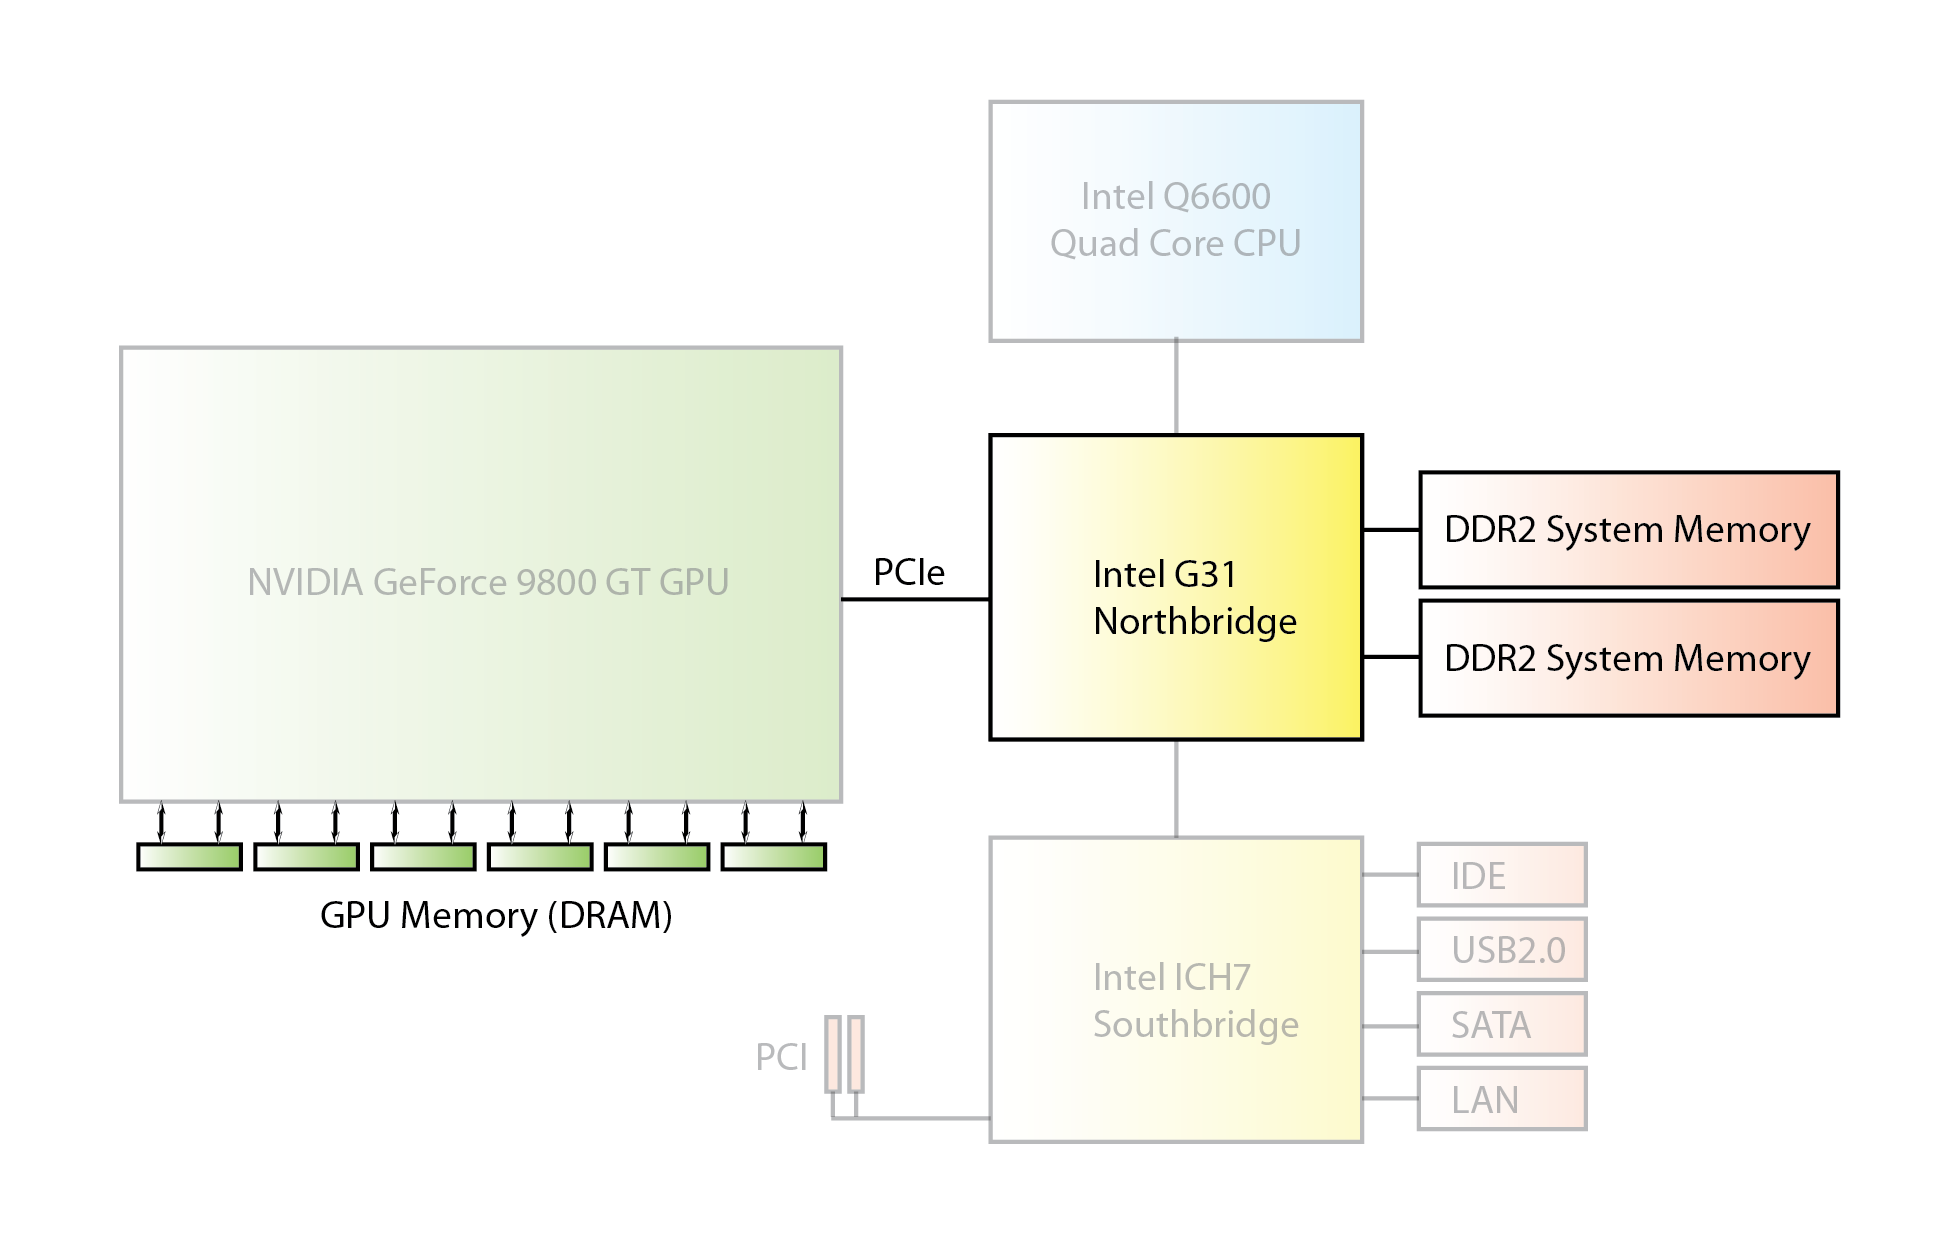 Intel Q6600
Quad Core CPU
NVIDIA GeForce 9800 GT GPU
PCIe
Intel G31
Northbridge
DDR2 System Memory
DDR2 System Memory
GPU Memory (DRAM)
Intel ICH7
Southbridge
PCI
IDE
USB2.0
SATA
LAN